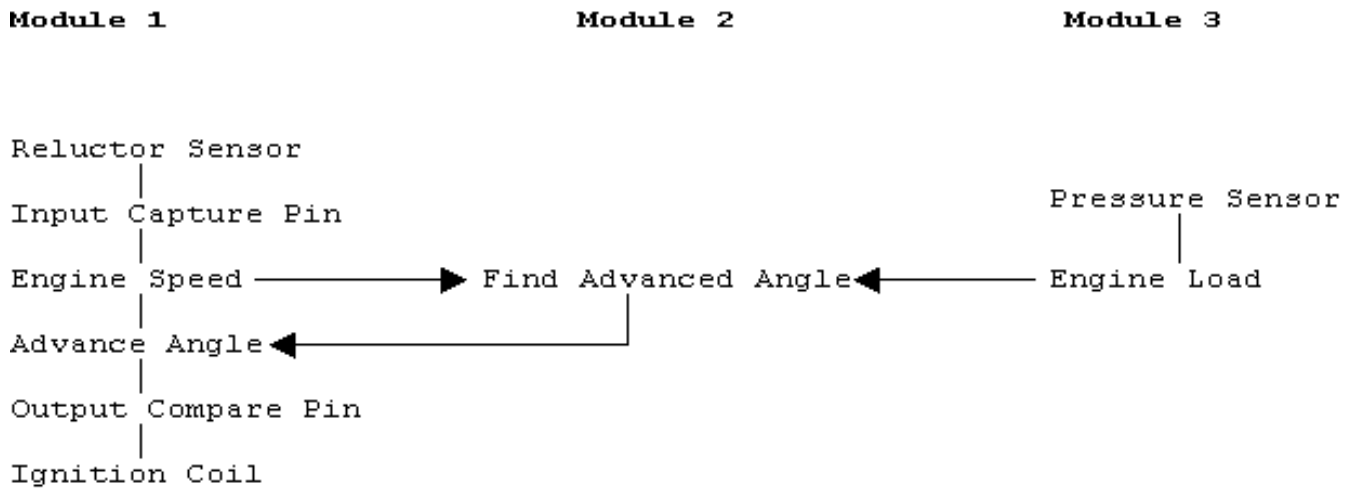 Module 1 Module 2 Module 3
Reluctor Sensor
Pressure Sensor
Input Capture Pin
Engine Speed Find Advanced Angle Engine Load
Advance Angle
Output Compare Pin
Ignition Coil